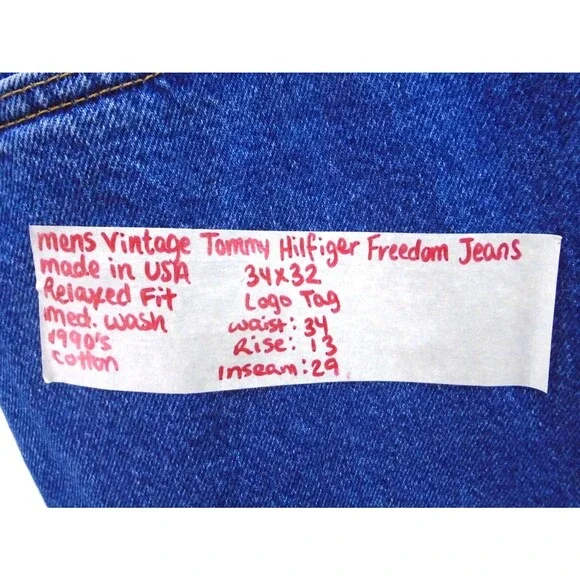 mens Vintage Tommy Hilfiger Freedom Jeans
made in USA 34x32
Relaxed Fit Logo Tag
med. wash waist: 34
1990's Rise: 13
cotton inseam: 29